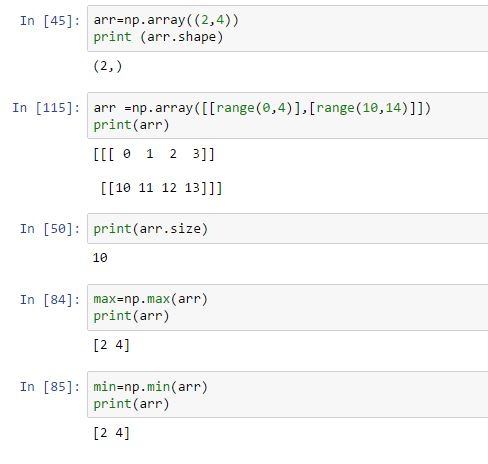 In [45]: arr=np.array((2,4))
print (arr.shape)
(2,)
In [115]: arr =np.array([[range(0,4)],[range(10,14)]])
print(arr)
[[[ 0  1  2  3]]
[[10 11 12 13]]]
In [50]: print(arr.size)
10
In [84]: max=np.max(arr)
print(arr)
[2 4]
In [85]: min=np.min(arr)
print(arr)
[2 4]